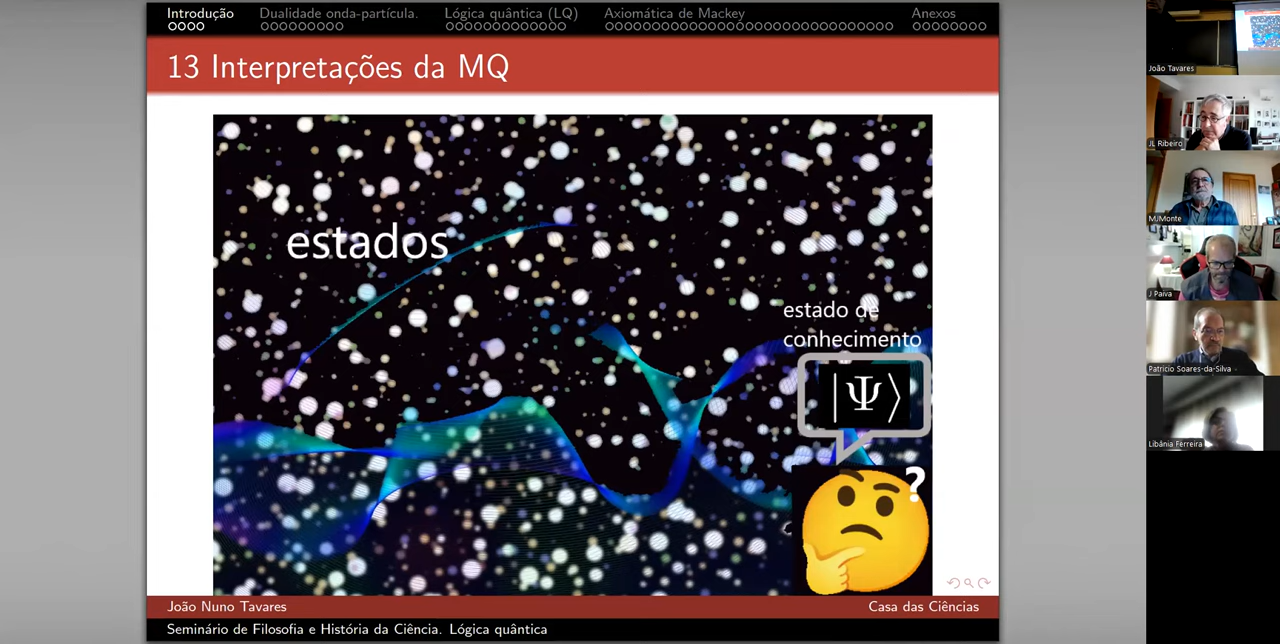 Introdução Dualidade onda-partícula. Lógica quântica (LQ) Axiomática de Mackey Anexos
13 Interpretações da MQ
estados
estado de
conhecimento
|Ψ⟩
?
João Nuno Tavares Casa das Ciências
Seminário de Filosofia e História da Ciência. Lógica quântica
João Tavares
JL Ribeiro
M.Monte
J Paiva
Patricio Soares-da-Silva
Libânia Ferreira